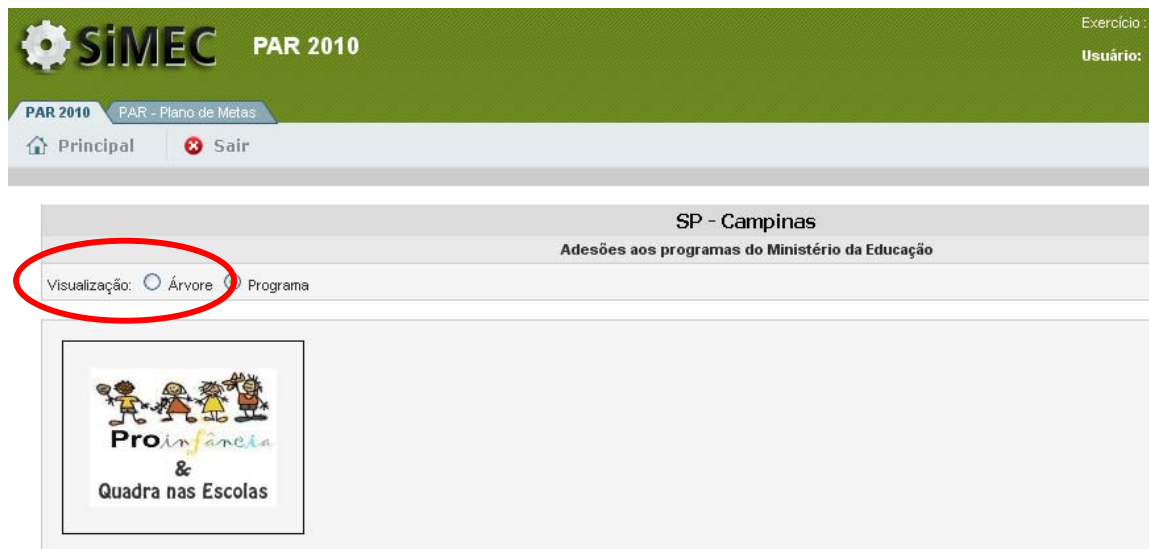 SiMEC PAR 2010
Exercício :
Usuário:
PAR 2010 PAR - Plano de Metas
Principal Sair
SP - Campinas
Adesões aos programas do Ministério da Educação
Visualização: Árvore Programa
Proinfância
&
Quadra nas Escolas